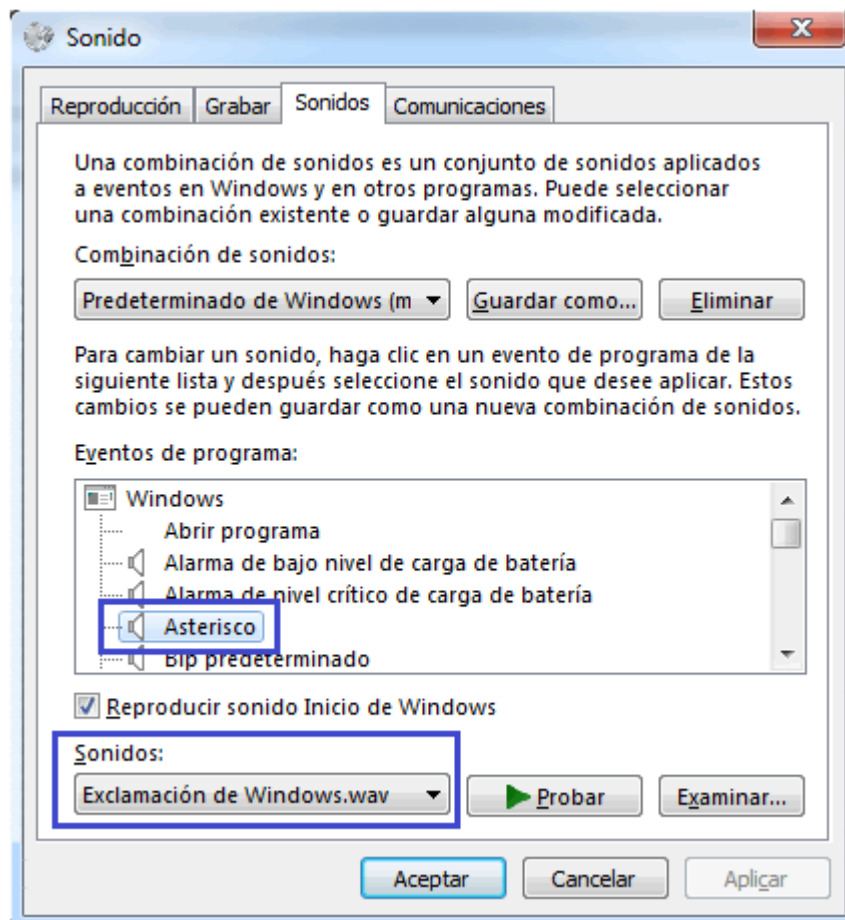 Sonido
Reproducción Grabar Sonidos Comunicaciones
Una combinación de sonidos es un conjunto de sonidos aplicados
a eventos en Windows y en otros programas. Puede seleccionar
una combinación existente o guardar alguna modificada.
Combinación de sonidos:
Predeterminado de Windows (m Guardar como... Eliminar
Para cambiar un sonido, haga clic en un evento de programa de la
siguiente lista y después seleccione el sonido que desee aplicar. Estos
cambios se pueden guardar como una nueva combinación de sonidos.
Eventos de programa:
Windows
Abrir programa
Alarma de bajo nivel de carga de batería
Alarma de nivel crítico de carga de batería
Asterisco
Bip predeterminado
Reproducir sonido Inicio de Windows
Sonidos:
Exclamación de Windows.wav Probar Examinar...
Aceptar Cancelar Aplicar